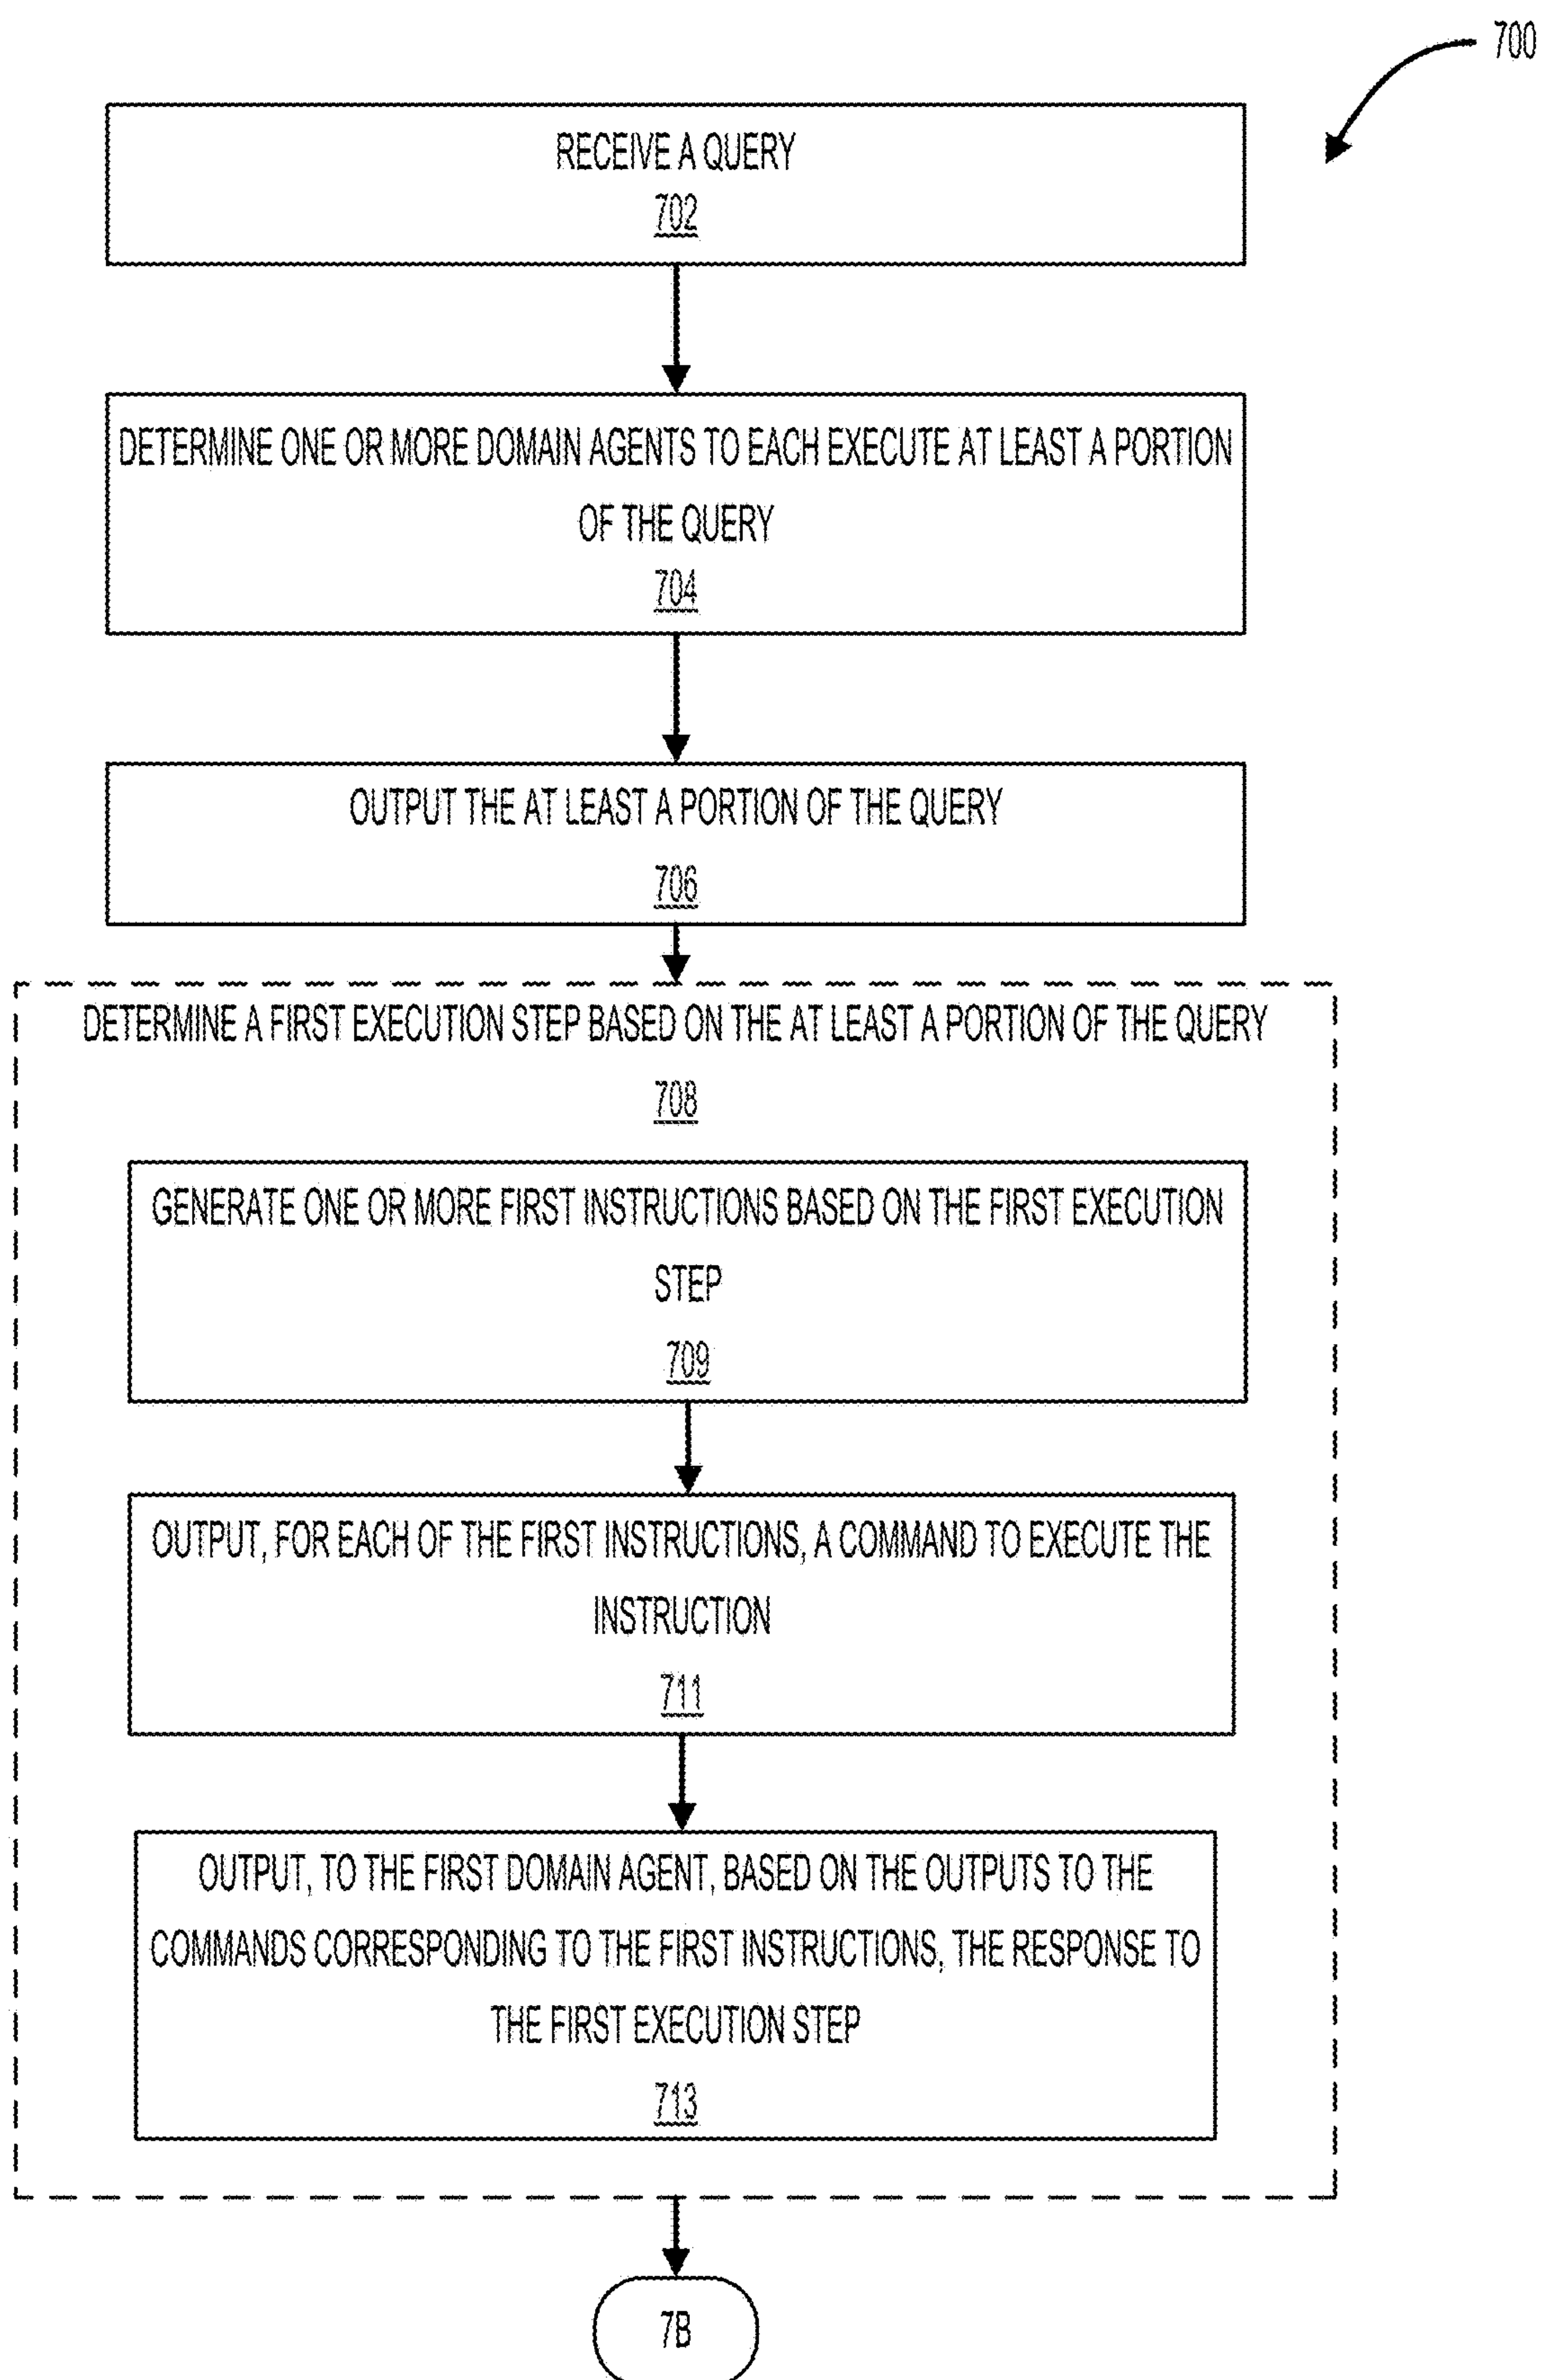 700
RECEIVE A QUERY
702
DETERMINE ONE OR MORE DOMAIN AGENTS TO EACH EXECUTE AT LEAST A PORTION
OF THE QUERY
704
OUTPUT THE AT LEAST A PORTION OF THE QUERY
706
DETERMINE A FIRST EXECUTION STEP BASED ON THE AT LEAST A PORTION OF THE QUERY
708
GENERATE ONE OR MORE FIRST INSTRUCTIONS BASED ON THE FIRST EXECUTION
STEP
709
OUTPUT, FOR EACH OF THE FIRST INSTRUCTIONS, A COMMAND TO EXECUTE THE
INSTRUCTION
711
OUTPUT, TO THE FIRST DOMAIN AGENT, BASED ON THE OUTPUTS TO THE
COMMANDS CORRESPONDING TO THE FIRST INSTRUCTIONS, THE RESPONSE TO
THE FIRST EXECUTION STEP
713
7B